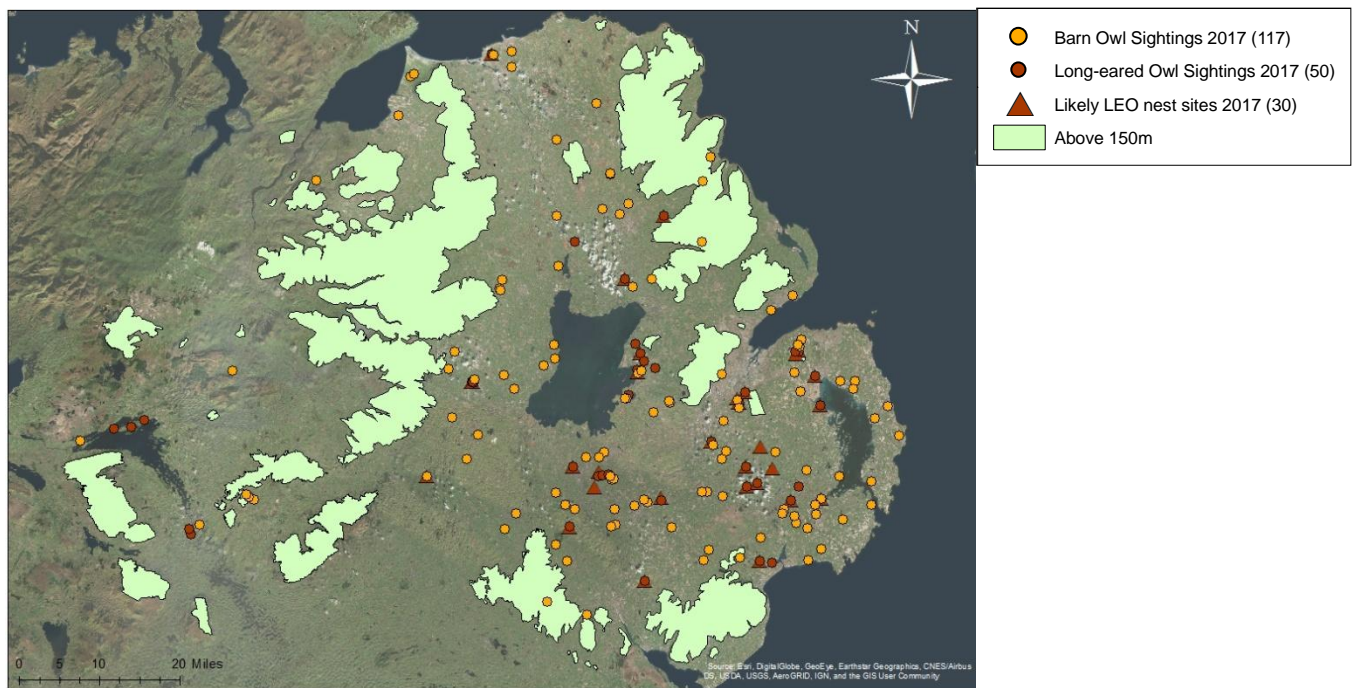 N
Barn Owl Sightings 2017 (117)
Long-eared Owl Sightings 2017 (50)
Likely LEO nest sites 2017 (30)
Above 150m
0 5 10 20 Miles
Source: Esri, DigitalGlobe, GeoEye, Earthstar Geographics, CNES/Airbus
DS, USDA, USGS, AeroGRID, IGN, and the GIS User Community